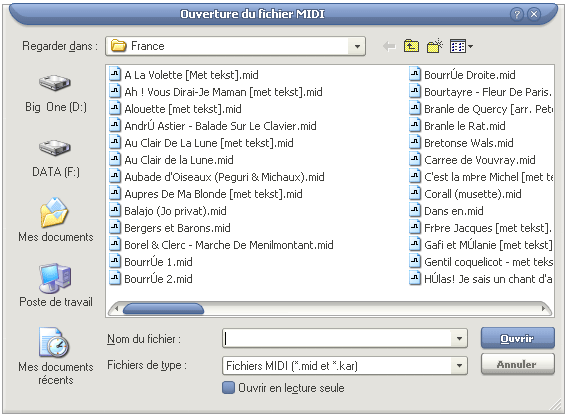 Ouverture du fichier MIDI
Regarder dans :
France
Big One (D:)
DATA (F:)
Mes documents
Poste de travail
Mes documents
récents
A La Volette [Met tekst].mid
Ah ! Vous Dirai-Je Maman [met tekst].mid
Alouette [met tekst].mid
AndrÚ Astier - Balade Sur Le Clavier.mid
Au Clair De La Lune [met tekst].mid
Au Clair de la Lune.mid
Aubade d'Oiseaux (Peguri & Michaux).mid
Aupres De Ma Blonde [met tekst].mid
Balajo (Jo privat).mid
Bergers et Barons.mid
Borel & Clerc - Marche De Menilmontant.mid
BourrÚe 1.mid
BourrÚe 2.mid
BourrÚe Droite.mid
Bourtayre - Fleur De Paris.
Branle de Quercy [arr. Pete
Branle le Rat.mid
Bretonse Wals.mid
Carree de Vouvray.mid
C'est la mÞre Michel [met te
Corall (musette).mid
Dans en.mid
FrÞre Jacques [met tekst].m
Gafi et MÚlanie [met tekst]
Gentil coquelicot - met teks
HÚlas! Je sais un chant d'a
Nom du fichier :
Ouvrir
Fichiers de type :
Fichiers MIDI (*.mid et *.kar)
Annuler
Ouvrir en lecture seule